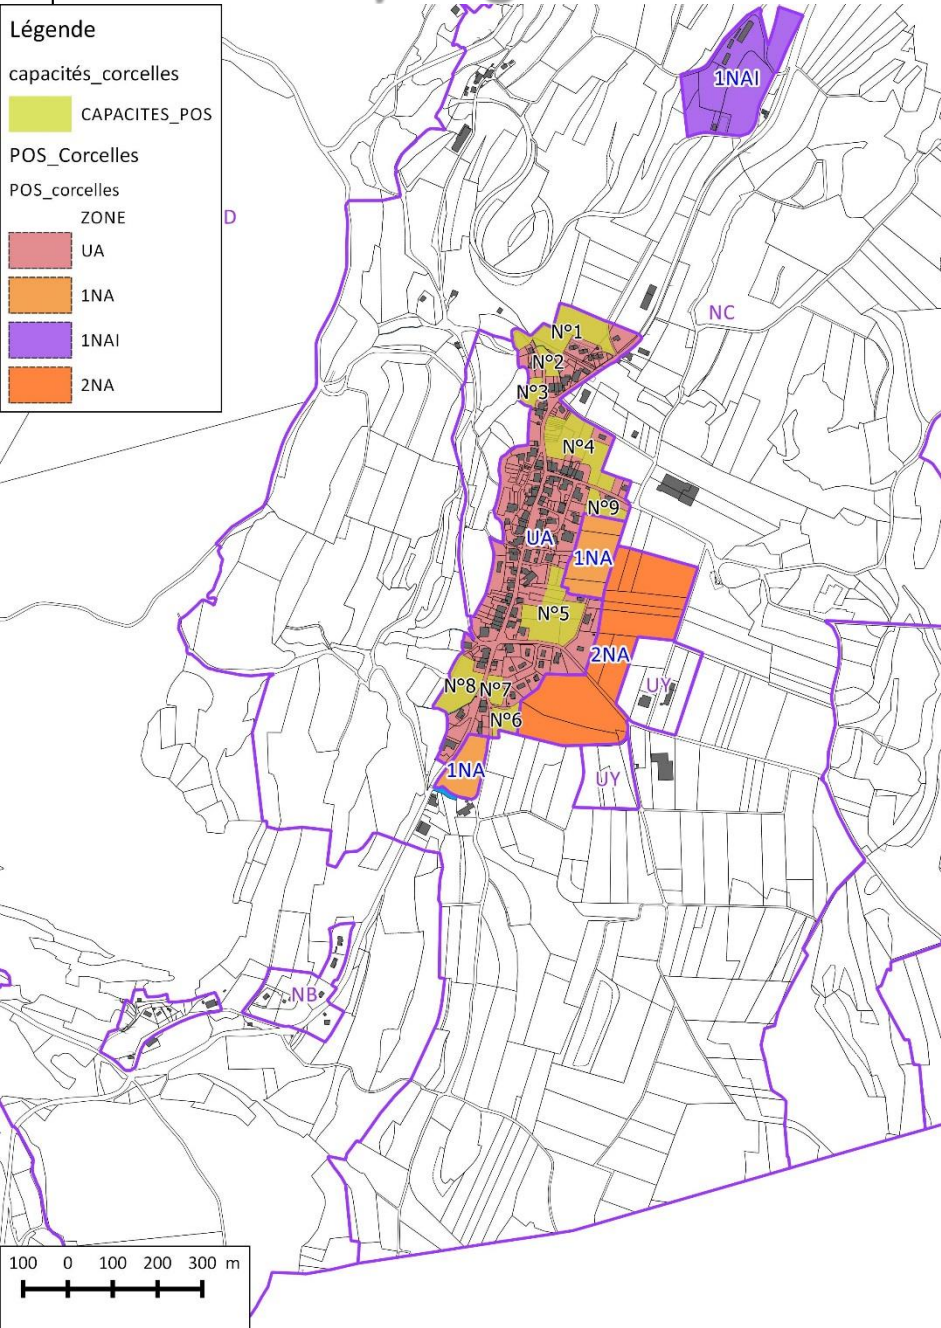 Légende
capacités_corcelles
CAPACITES_POS
POS_Corcelles
POS_corcelles
ZONE
UA
1NA
1NAI
2NA
1NAI
D
NC
N°1
N°2
N°3
N°4
N°9
UA
1NA
N°5
2NA
N°8
N°7
UY
N°6
1NA
UY
NB
100 0 100 200 300 m